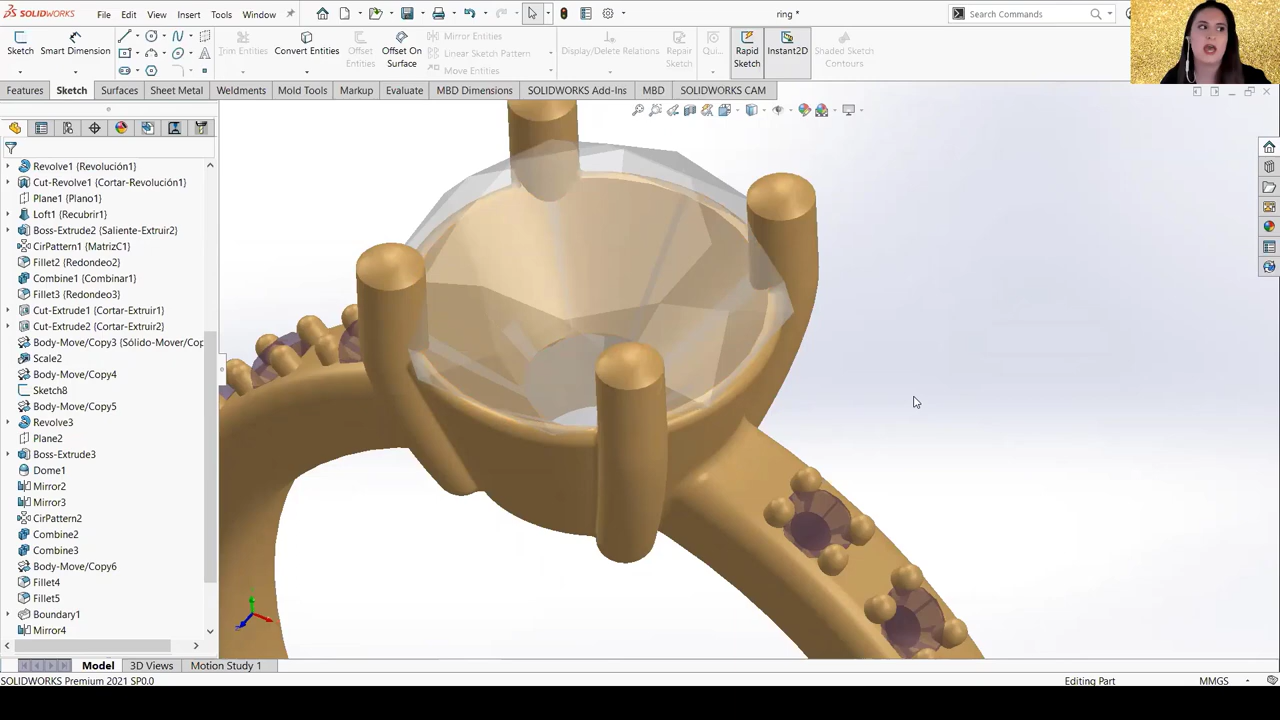 SOLIDWORKS File Edit View Insert Tools Window ring * Search Commands
Sketch Smart Dimension Trim Entities Convert Entities Offset Entities Offset On Surface Mirror Entities Linear Sketch Pattern Move Entities Display/Delete Relations Repair Sketch Qui... Rapid Sketch Instant2D Shaded Sketch Contours
Features Sketch Surfaces Sheet Metal Weldments Mold Tools Markup Evaluate MBD Dimensions SOLIDWORKS Add-Ins MBD SOLIDWORKS CAM
Revolve1 (Revolución1)
Cut-Revolve1 (Cortar-Revolución1)
Plane1 (Plano1)
Loft1 (Recubrir1)
Boss-Extrude2 (Saliente-Extruir2)
CirPattern1 (MatrizC1)
Fillet2 (Redondeo2)
Combine1 (Combinar1)
Fillet3 (Redondeo3)
Cut-Extrude1 (Cortar-Extruir1)
Cut-Extrude2 (Cortar-Extruir2)
Body-Move/Copy3 (Sólido-Mover/Cop
Scale2
Body-Move/Copy4
Sketch8
Body-Move/Copy5
Revolve3
Plane2
Boss-Extrude3
Dome1
Mirror2
Mirror3
CirPattern2
Combine2
Combine3
Body-Move/Copy6
Fillet4
Fillet5
Boundary1
Mirror4
Model 3D Views Motion Study 1
SOLIDWORKS Premium 2021 SP0.0 Editing Part MMGS